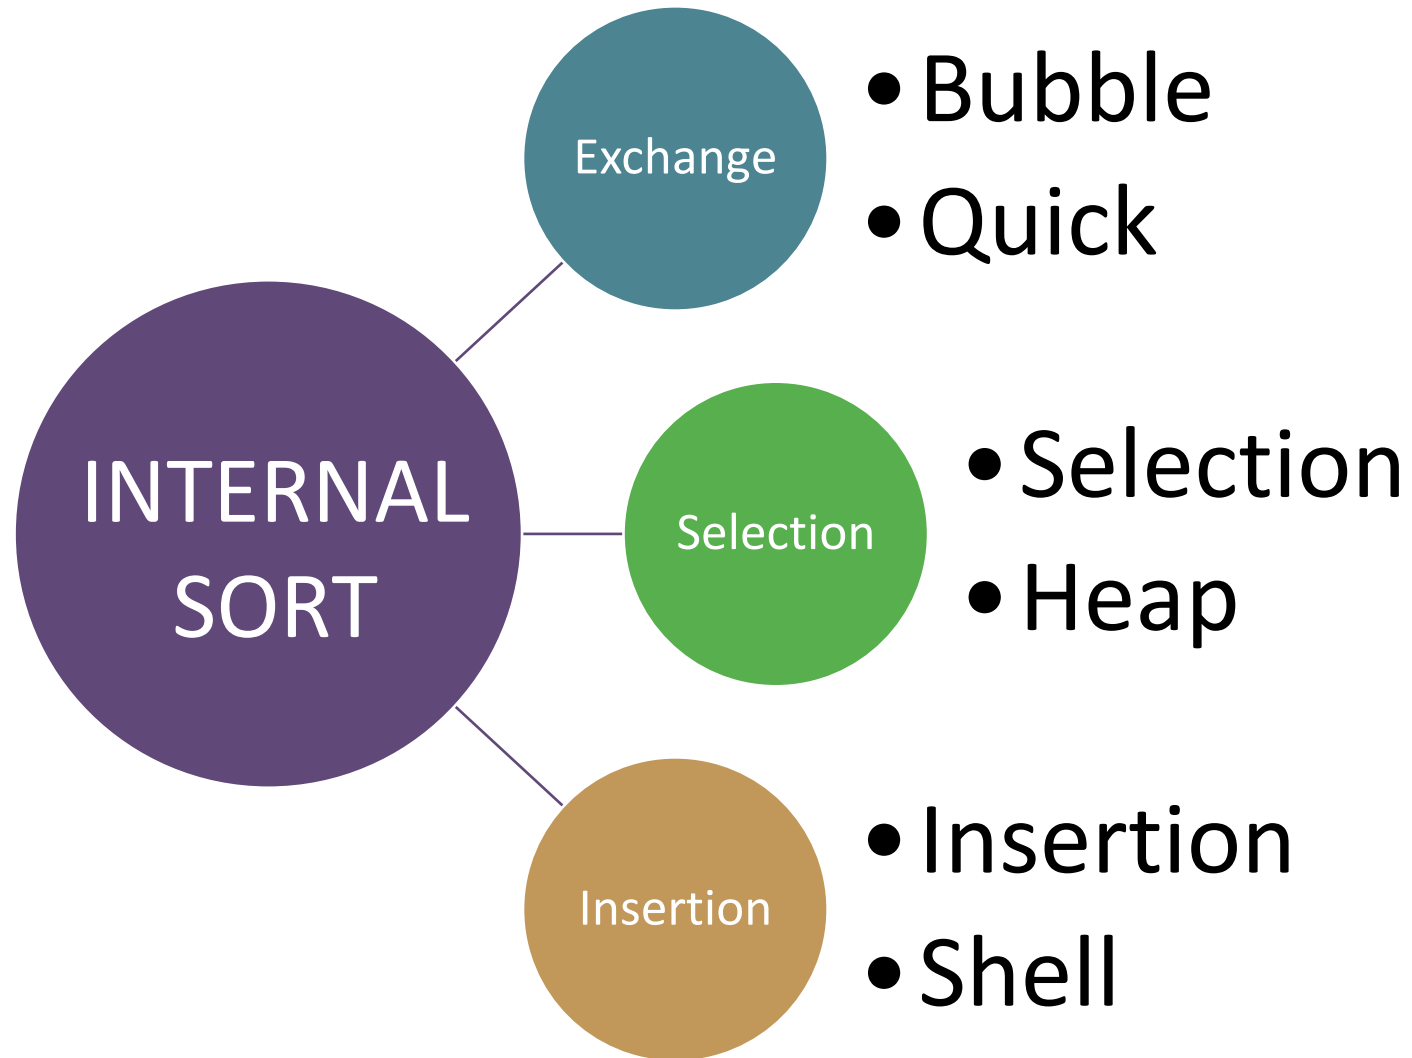 Exchange
• Bubble
• Quick
INTERNAL
SORT
Selection
• Selection
• Heap
Insertion
• Insertion
• Shell